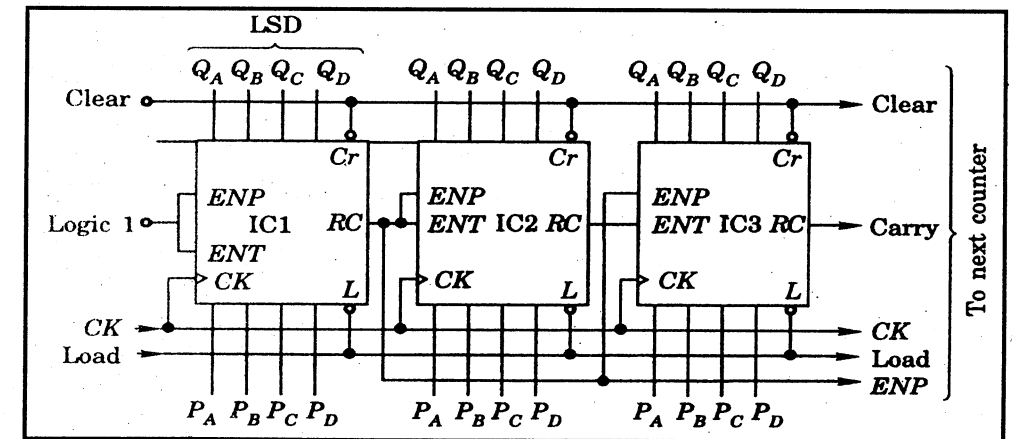 LSD
Q_A Q_B Q_C Q_D Q_A Q_B Q_C Q_D Q_A Q_B Q_C Q_D
Clear Clear
Cr Cr Cr
ENP ENP ENP
Logic 1 IC1 RC ENT IC2 RC ENT IC3 RC Carry
ENT
CK CK CK
L L L
CK CK
Load Load
ENP
P_A P_B P_C P_D P_A P_B P_C P_D P_A P_B P_C P_D
To next counter